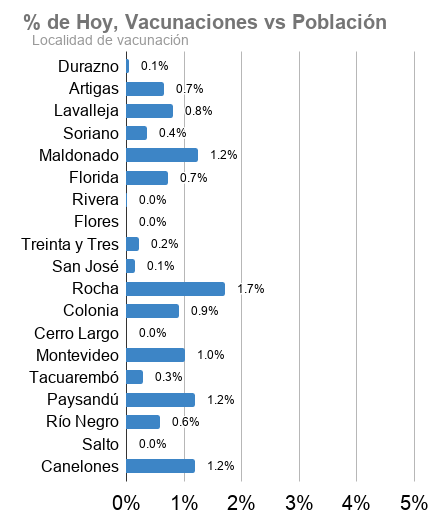 % de Hoy, Vacunaciones vs Población
Localidad de vacunación
Durazno 0.1%
Artigas 0.7%
Lavalleja 0.8%
Soriano 0.4%
Maldonado 1.2%
Florida 0.7%
Rivera 0.0%
Flores 0.0%
Treinta y Tres 0.2%
San José 0.1%
Rocha 1.7%
Colonia 0.9%
Cerro Largo 0.0%
Montevideo 1.0%
Tacuarembó 0.3%
Paysandú 1.2%
Río Negro 0.6%
Salto 0.0%
Canelones 1.2%
0% 1% 2% 3% 4% 5%